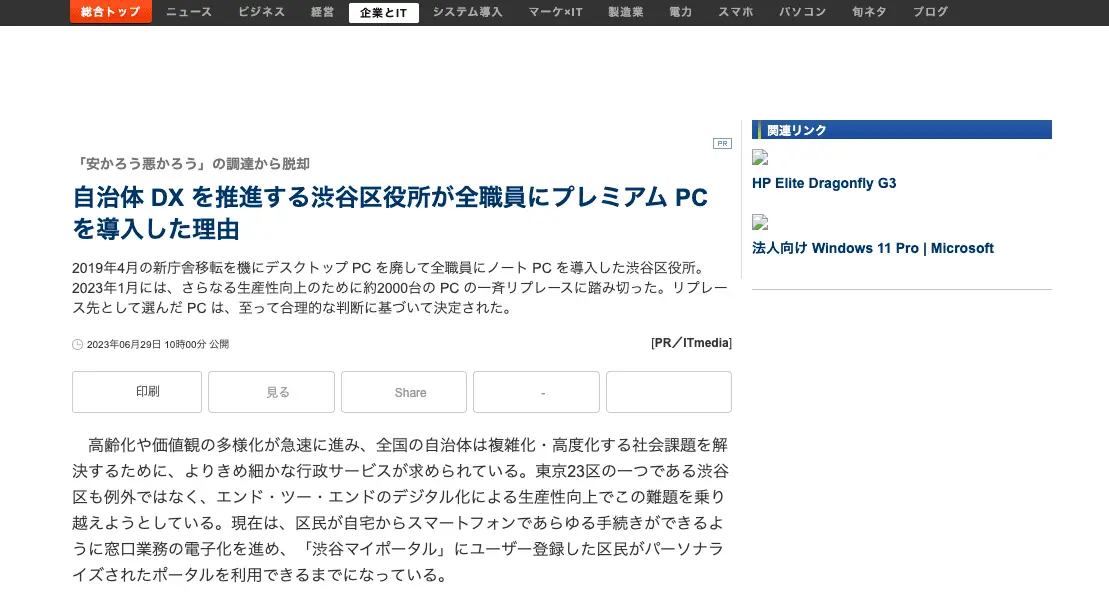 総合トップ ニュース ビジネス 経営 企業とIT システム導入 マーケ×IT 製造業 電力 スマホ パソコン 旬ネタ ブログ
PR
「安かろう悪かろう」の調達から脱却
自治体 DX を推進する渋谷区役所が全職員にプレミアム PC
を導入した理由
2019年4月の新庁舎移転を機にデスクトップ PC を廃して全職員にノート PC を導入した渋谷区役所。
2023年1月には、さらなる生産性向上のために約2000台の PC の一斉リプレースに踏み切った。リプレー
ス先として選んだ PC は、至って合理的な判断に基づいて決定された。
2023年06月29日 10時00分 公開
[PR／ITmedia]
印刷 見る Share -
　高齢化や価値観の多様化が急速に進み、全国の自治体は複雑化・高度化する社会課題を解
決するために、よりきめ細かな行政サービスが求められている。東京23区の一つである渋谷
区も例外ではなく、エンド・ツー・エンドのデジタル化による生産性向上でこの難題を乗り
越えようとしている。現在は、区民が自宅からスマートフォンであらゆる手続きができるよ
うに窓口業務の電子化を進め、「渋谷マイポータル」にユーザー登録した区民がパーソナラ
イズされたポータルを利用できるまでになっている。
関連リンク
HP Elite Dragonfly G3
法人向け Windows 11 Pro | Microsoft